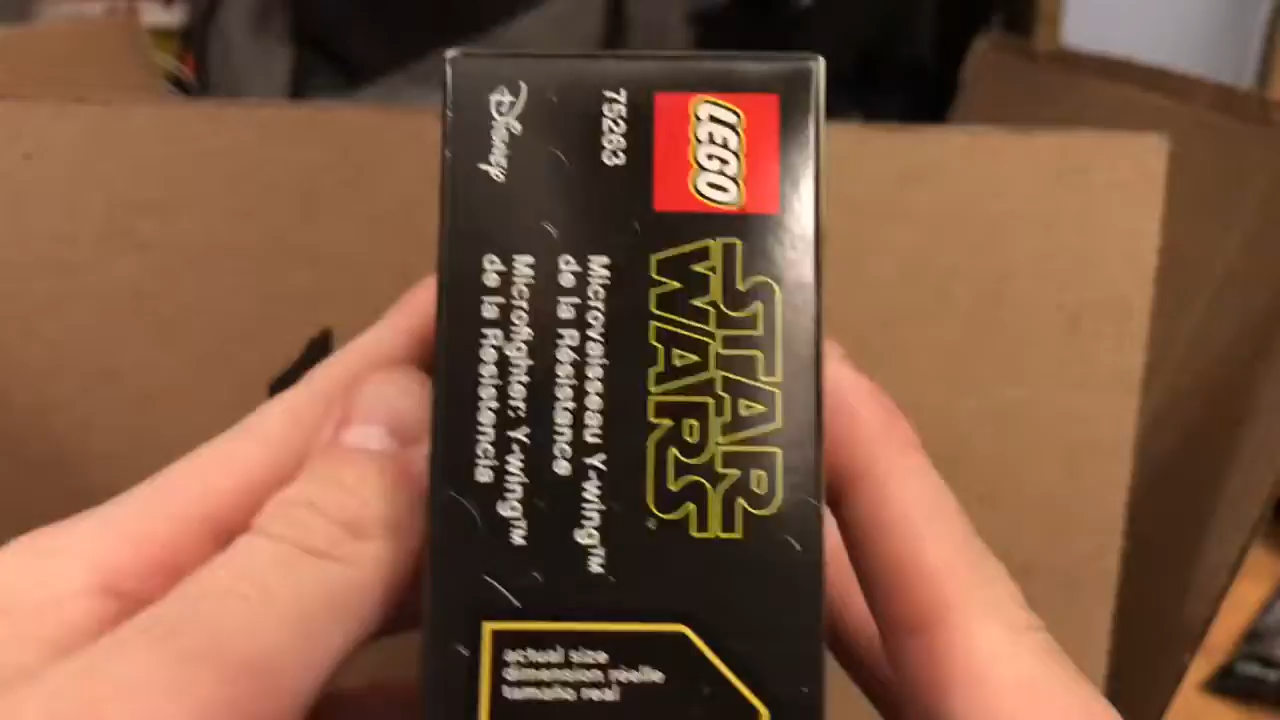 LEGO
STAR
WARS
75263
Disney
Microvaisseau Y-wing™
de la Résistance
Microfighter: Y-wing™
de la Resistencia
actual size
dimension réelle
tamaño real